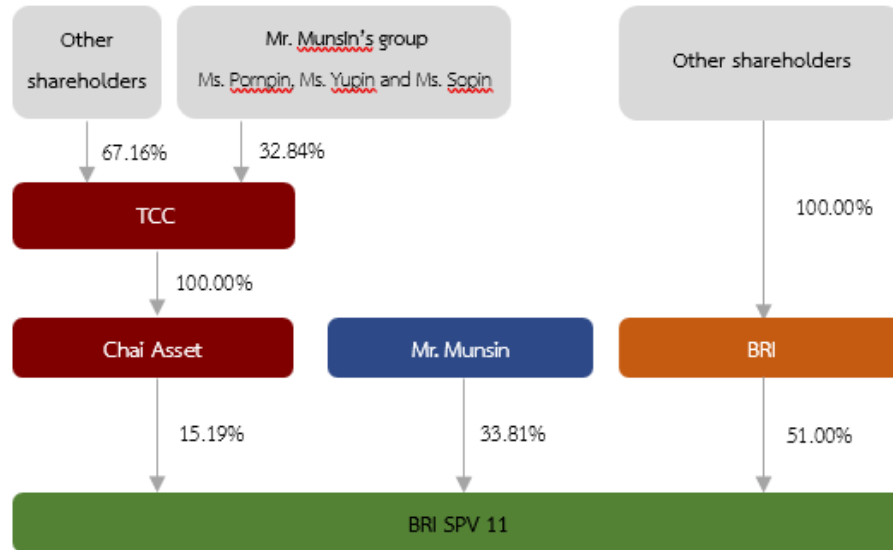 Other
shareholders
Mr. Munsin's group
Ms. Pornpin, Ms. Yupin and Ms. Sopin
Other shareholders
67.16%
32.84%
TCC
100.00%
100.00%
Chai Asset
Mr. Munsin
BRI
15.19%
33.81%
51.00%
BRI SPV 11